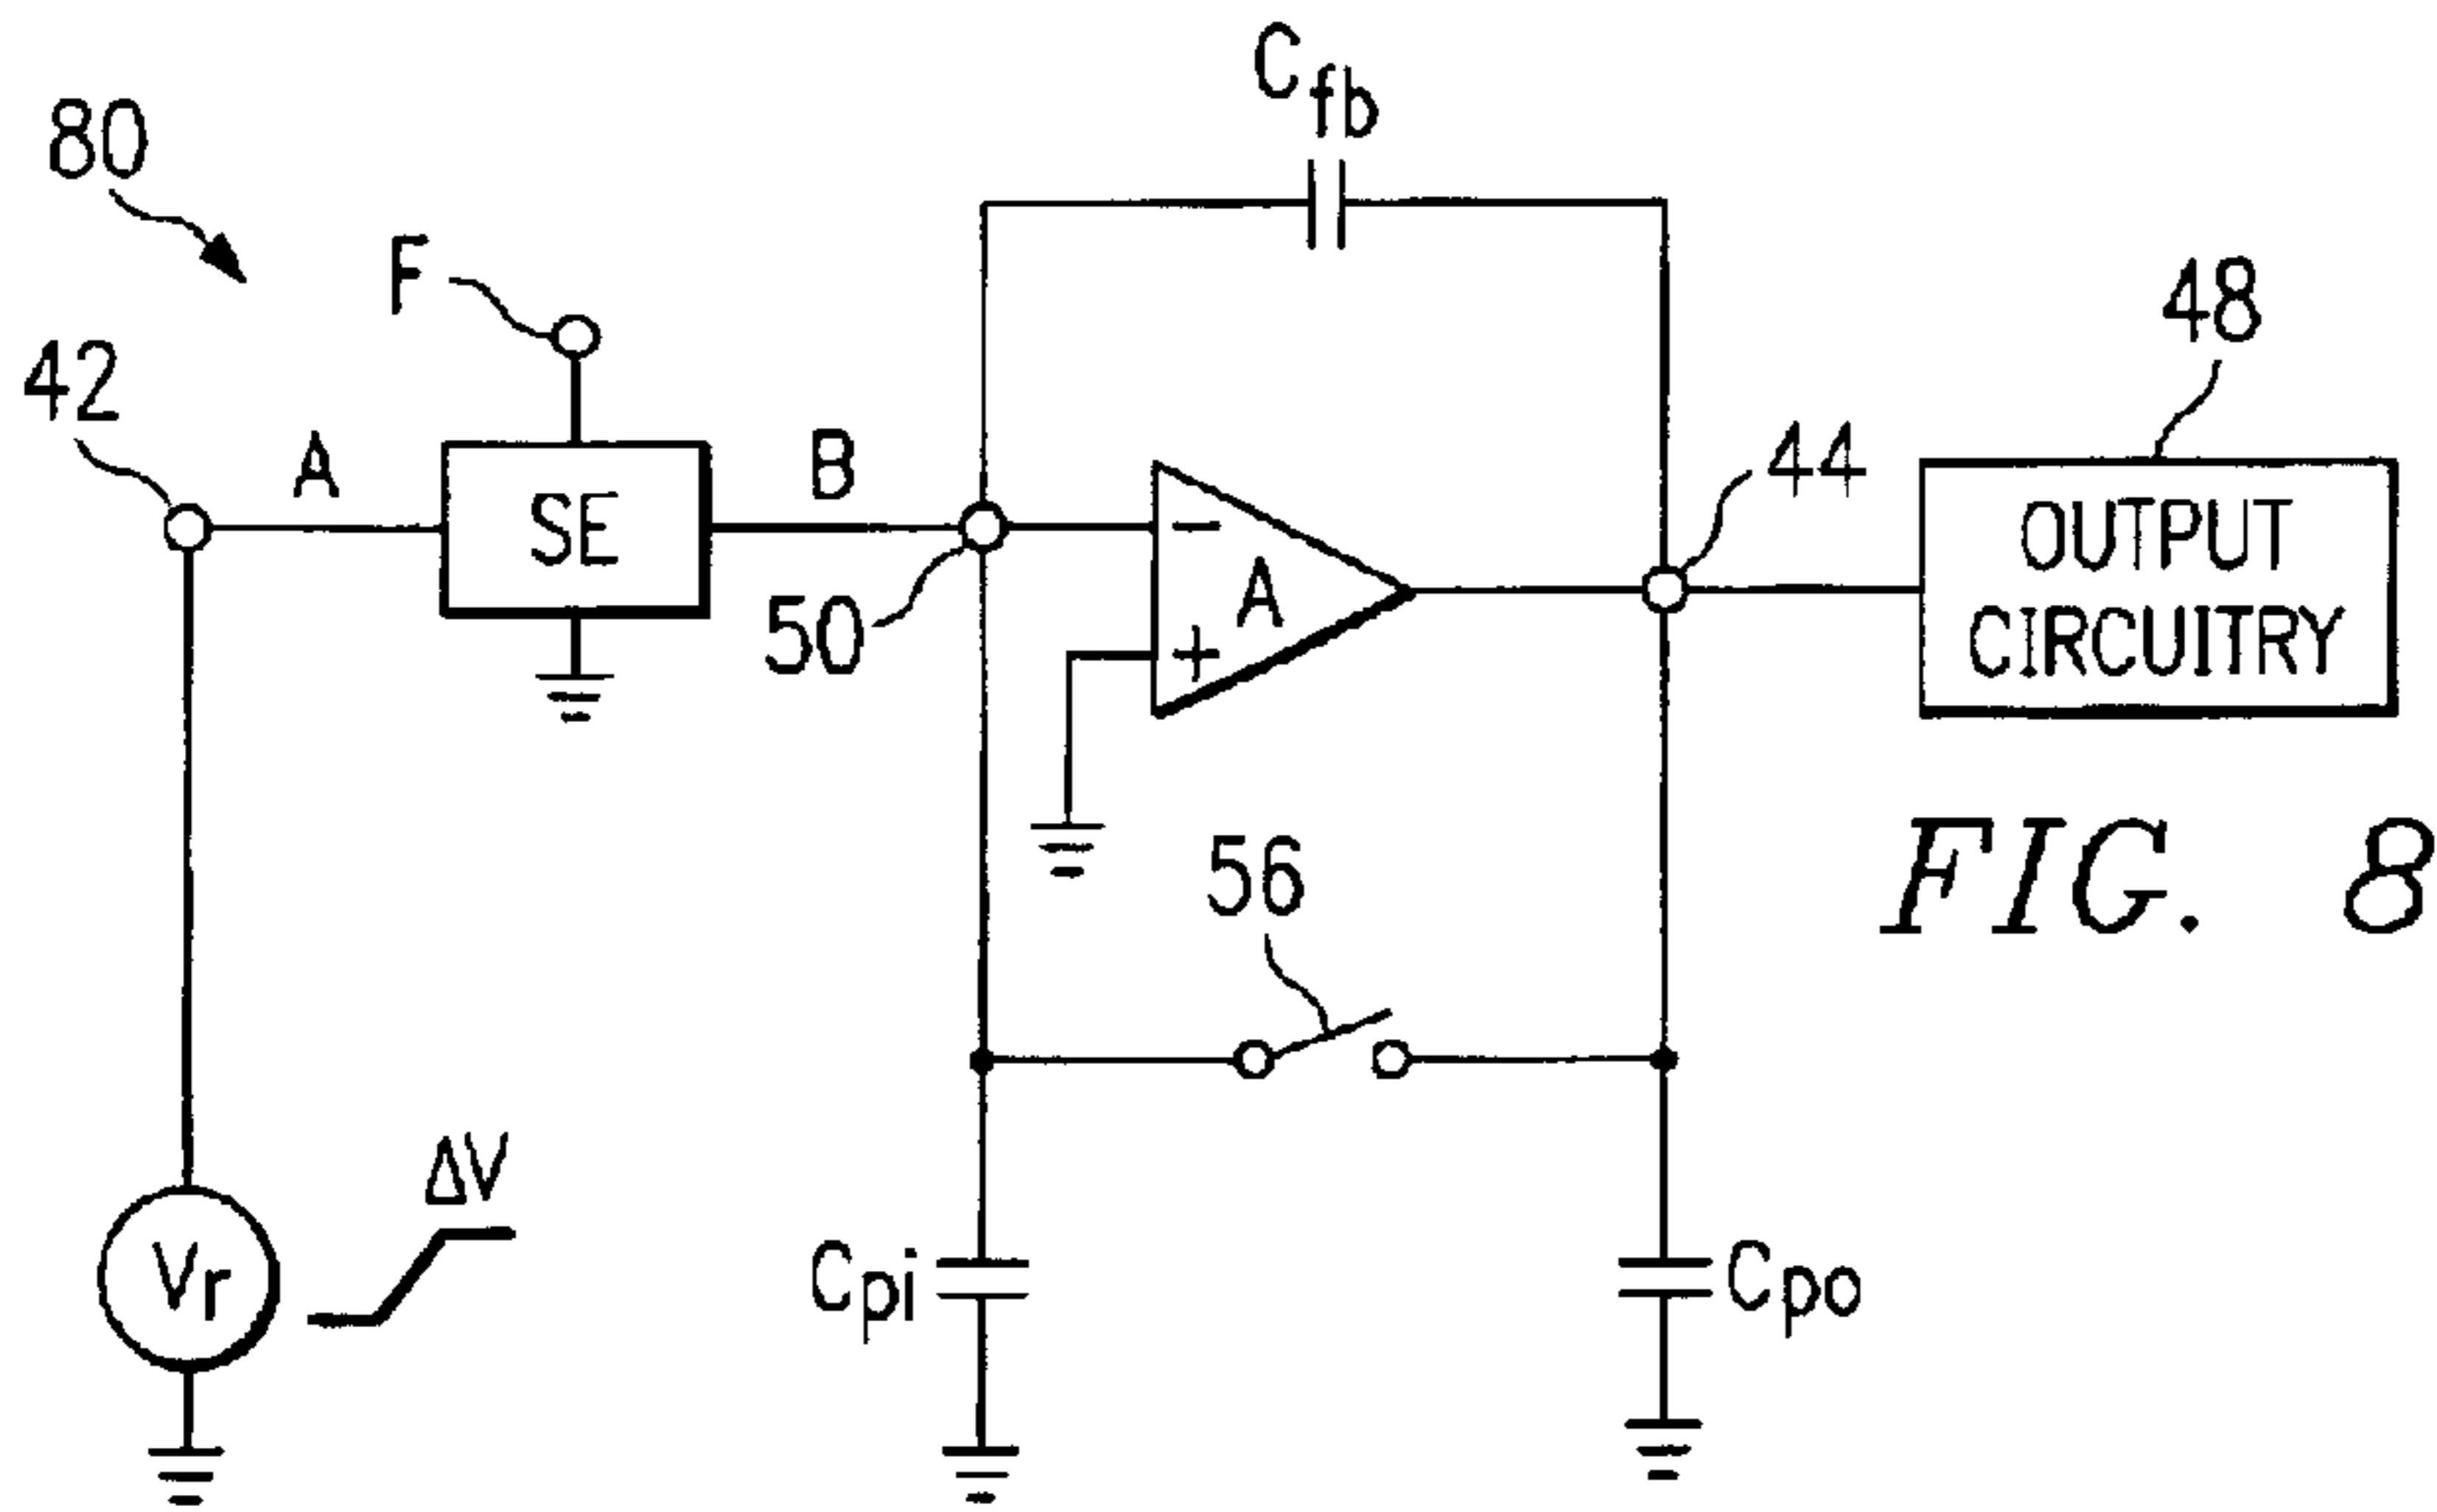 80
Cfb
F
42
A
SE
B
50
−
A
+
44
48
OUTPUT
CIRCUITRY
56
FIG. 8
ΔV
Vr
Cpi
Cpo